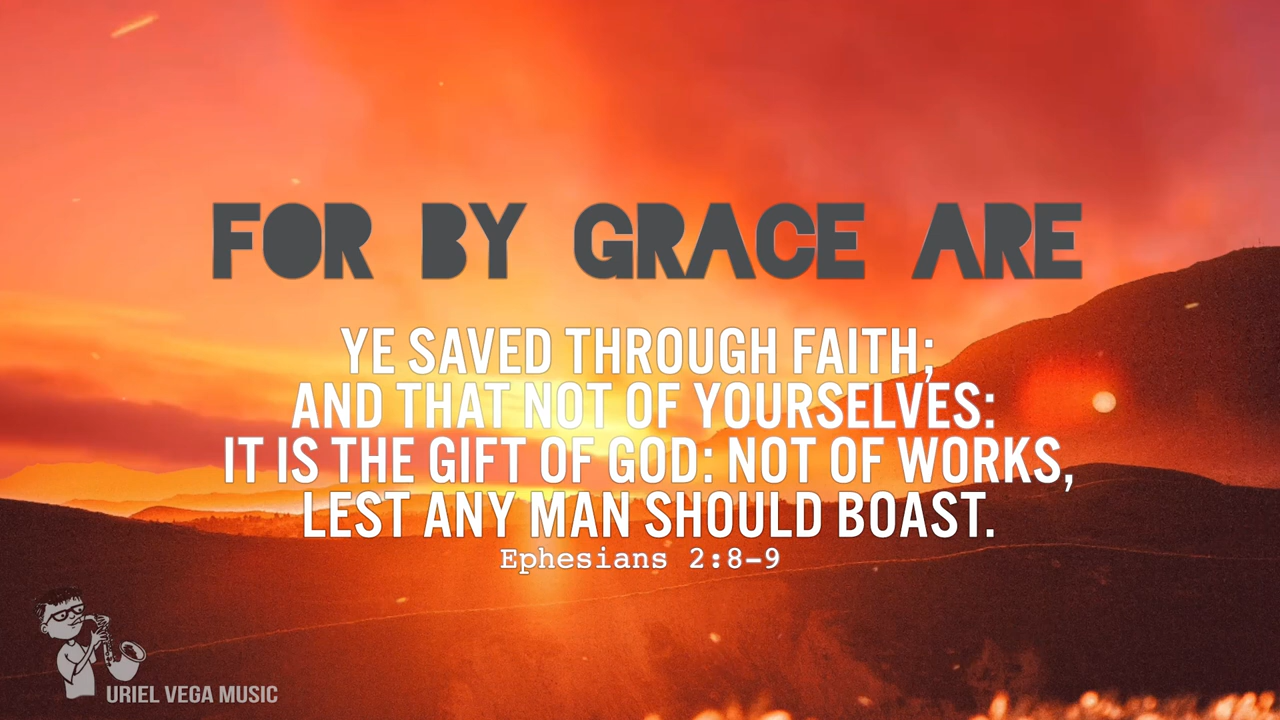 FOR BY GRACE ARE
YE SAVED THROUGH FAITH;
AND THAT NOT OF YOURSELVES:
IT IS THE GIFT OF GOD: NOT OF WORKS,
LEST ANY MAN SHOULD BOAST.
Ephesians 2:8-9
URIEL VEGA MUSIC